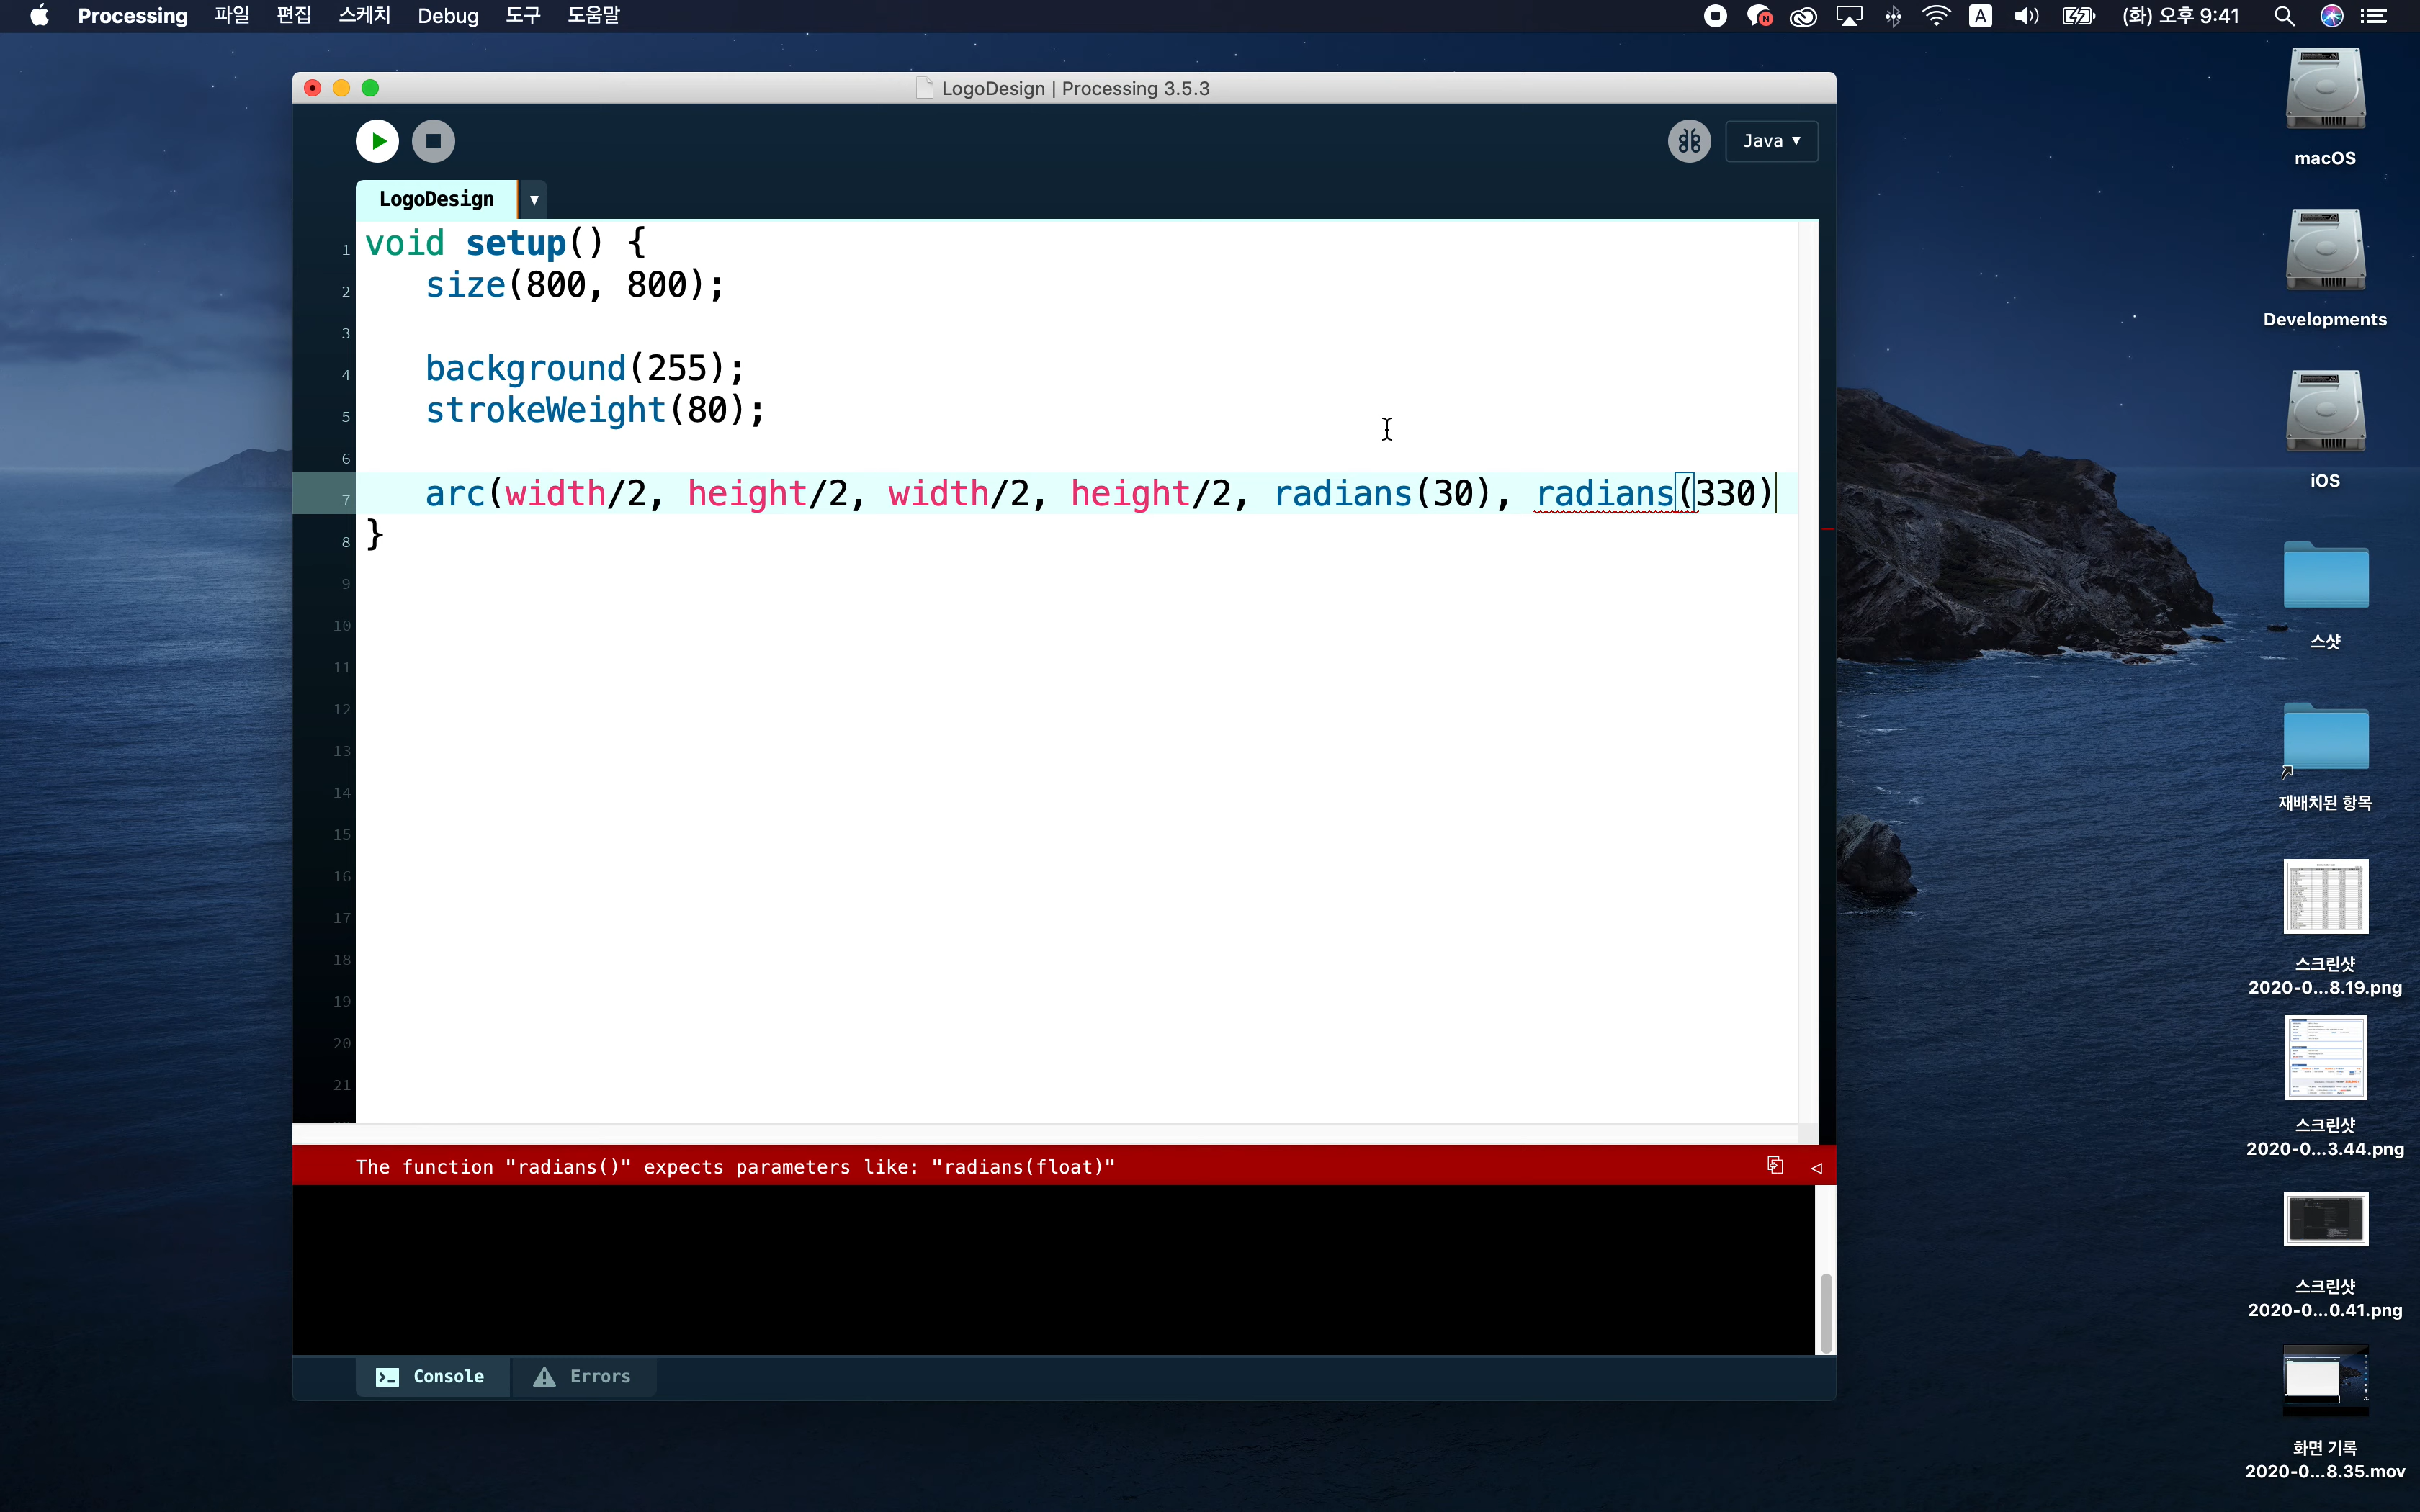 Processing 파일 편집 스케치 Debug 도구 도움말
A (화) 오후 9:41
LogoDesign | Processing 3.5.3
Java ▼
LogoDesign ▼
1 void setup() {
2 size(800, 800);
3
4 background(255);
5 strokeWeight(80);
6
7 arc(width/2, height/2, width/2, height/2, radians(30), radians(330)
8 }
9
10
11
12
13
14
15
16
17
18
19
20
21
The function "radians()" expects parameters like: "radians(float)"
Console Errors
macOS
Developments
iOS
스샷
재배치된 항목
스크린샷
2020-0...8.19.png
스크린샷
2020-0...3.44.png
스크린샷
2020-0...0.41.png
화면 기록
2020-0...8.35.mov